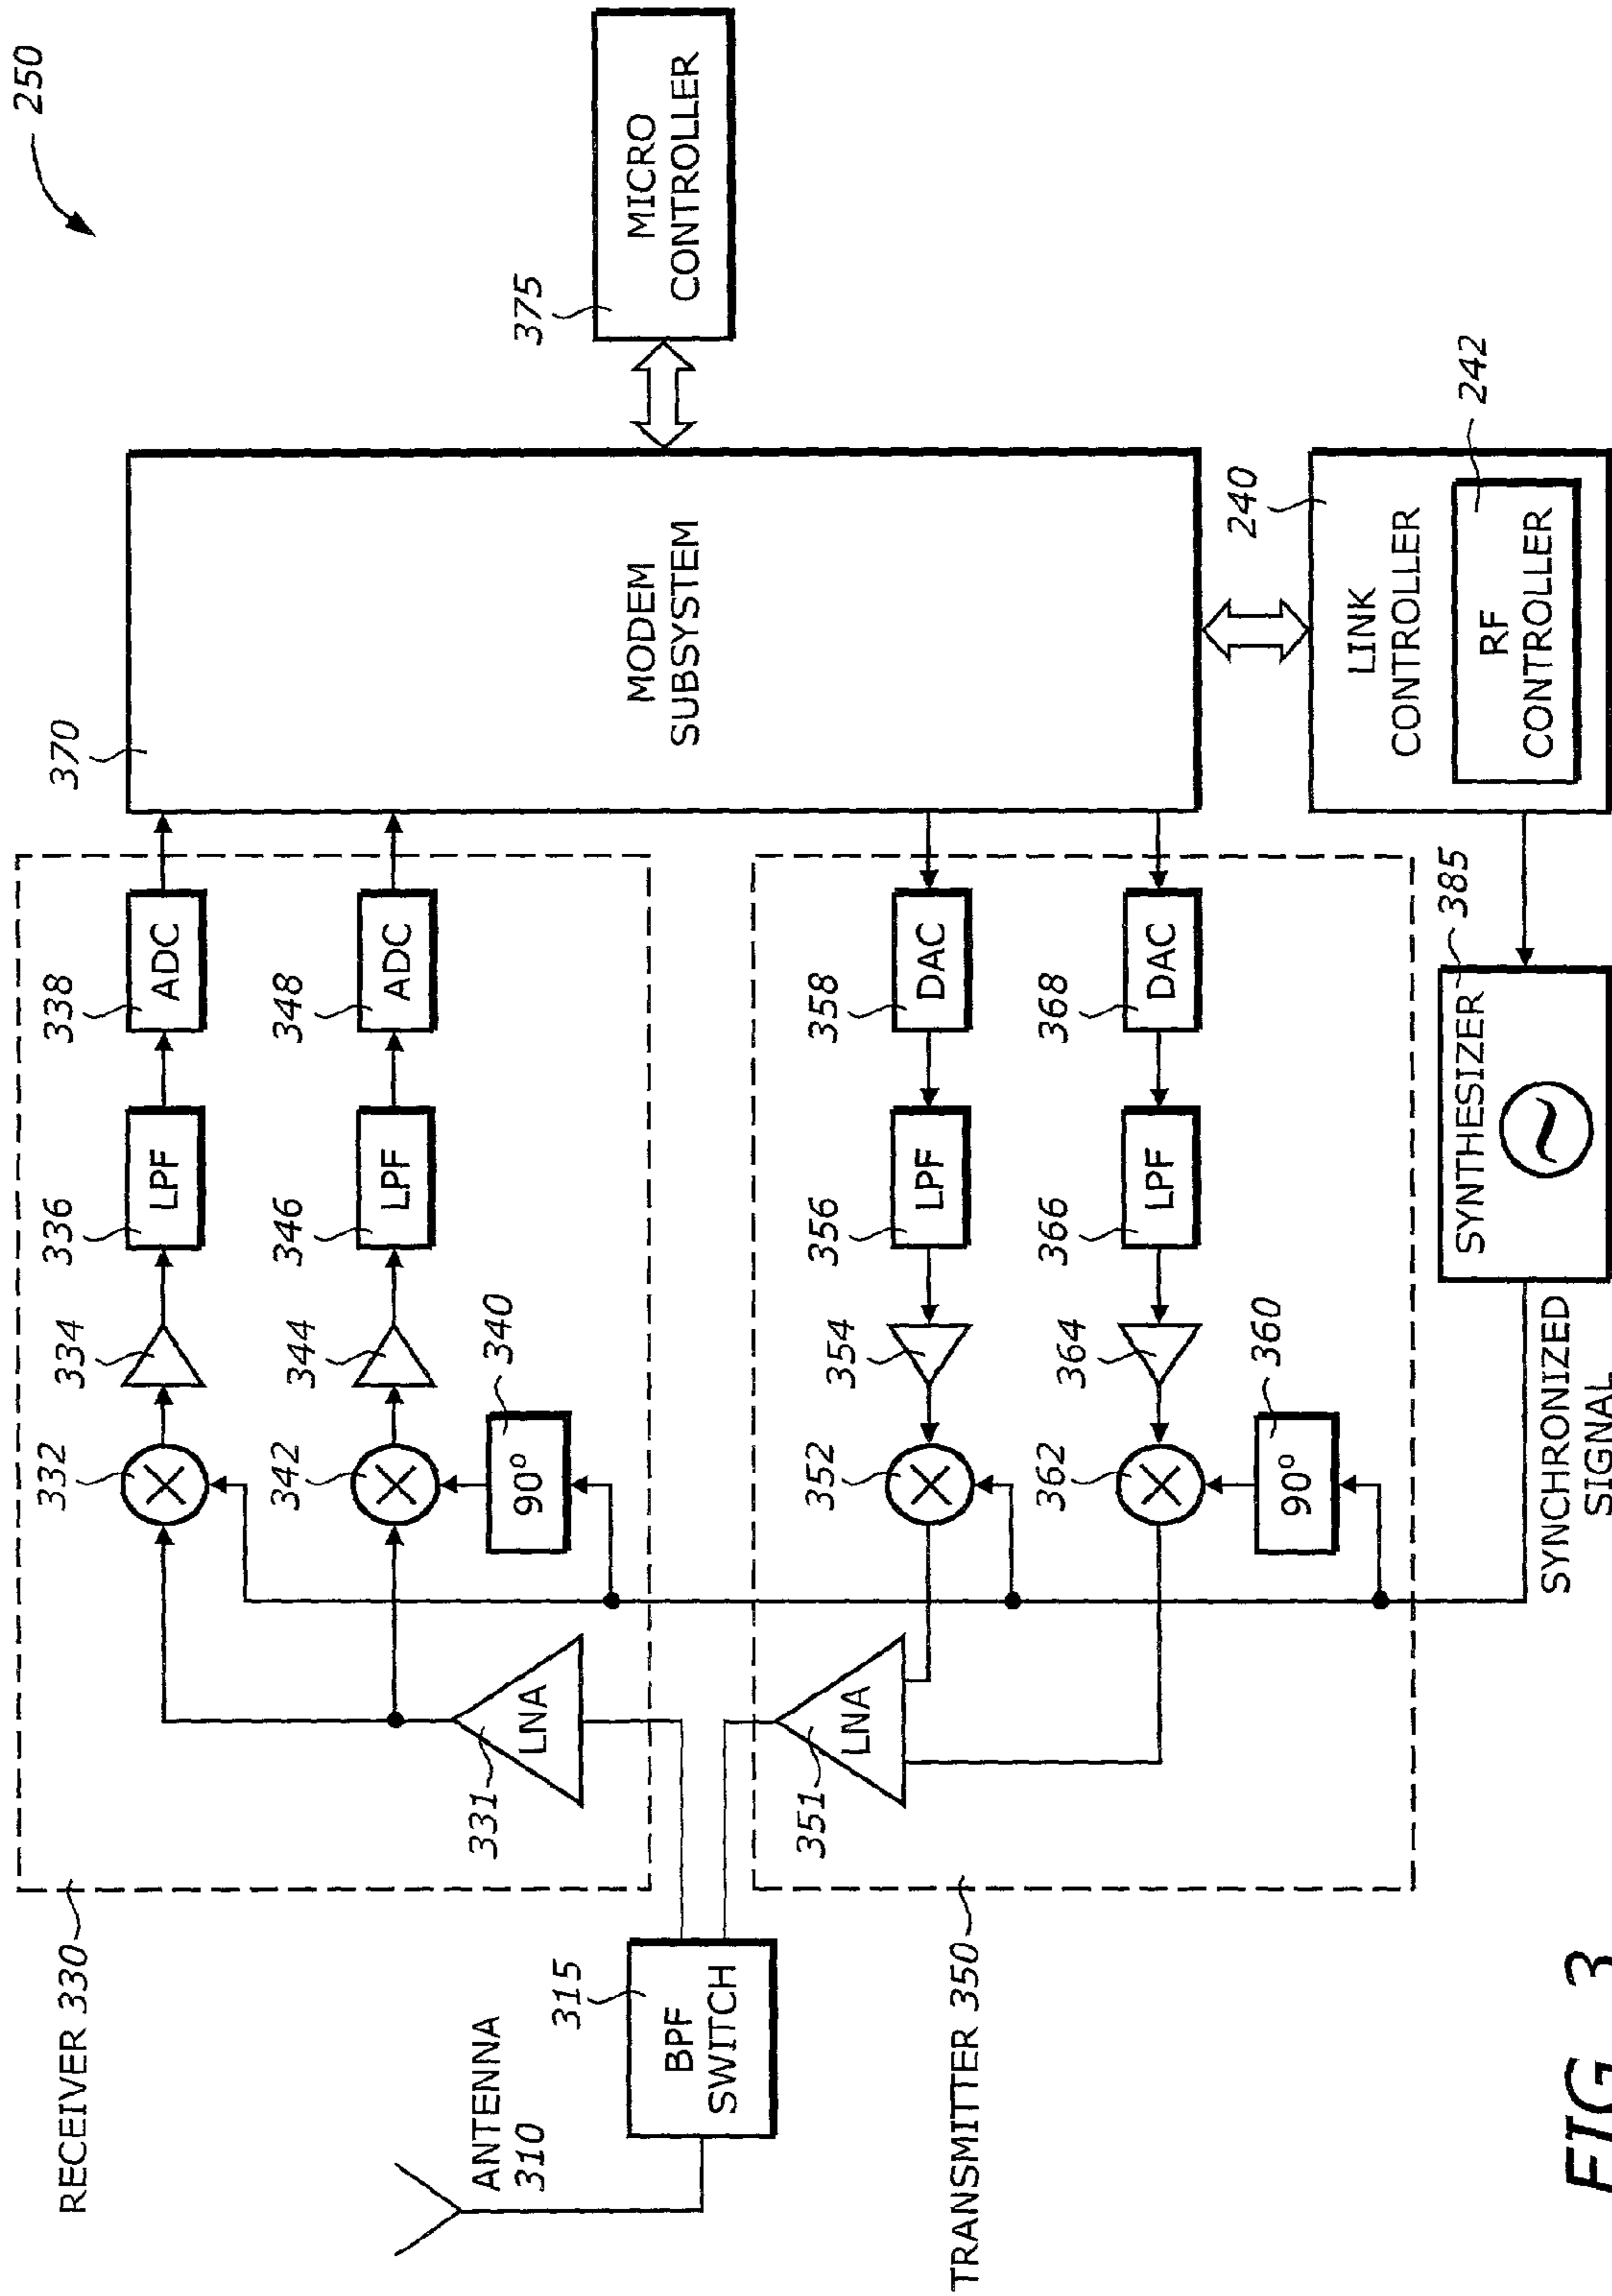 250
RECEIVER 330
332
334
336
LPF
338
ADC
370
342
344
346
LPF
348
ADC
340
90°
331
LNA
ANTENNA
310
315
BPF
SWITCH
MODEM
SUBSYSTEM
375
MICRO
CONTROLLER
TRANSMITTER 350
351
LNA
352
354
356
LPF
358
DAC
362
364
366
LPF
368
DAC
360
90°
240
LINK
CONTROLLER
242
RF
CONTROLLER
385
SYNTHESIZER
SYNCHRONIZED
SIGNAL
FIG. 3